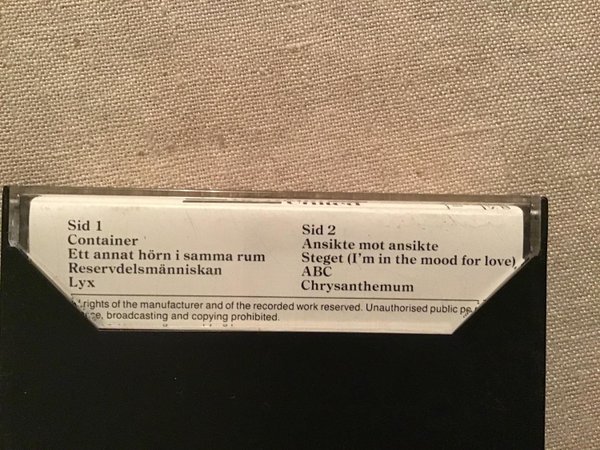 Sid 1
Container
Ett annat hörn i samma rum
Reservdelsmänniskan
Lyx
Sid 2
Ansikte mot ansikte
Steget (I'm in the mood for love)
ABC
Chrysanthemum
rights of the manufacturer and of the recorded work reserved. Unauthorised public
broadcasting and copying prohibited.